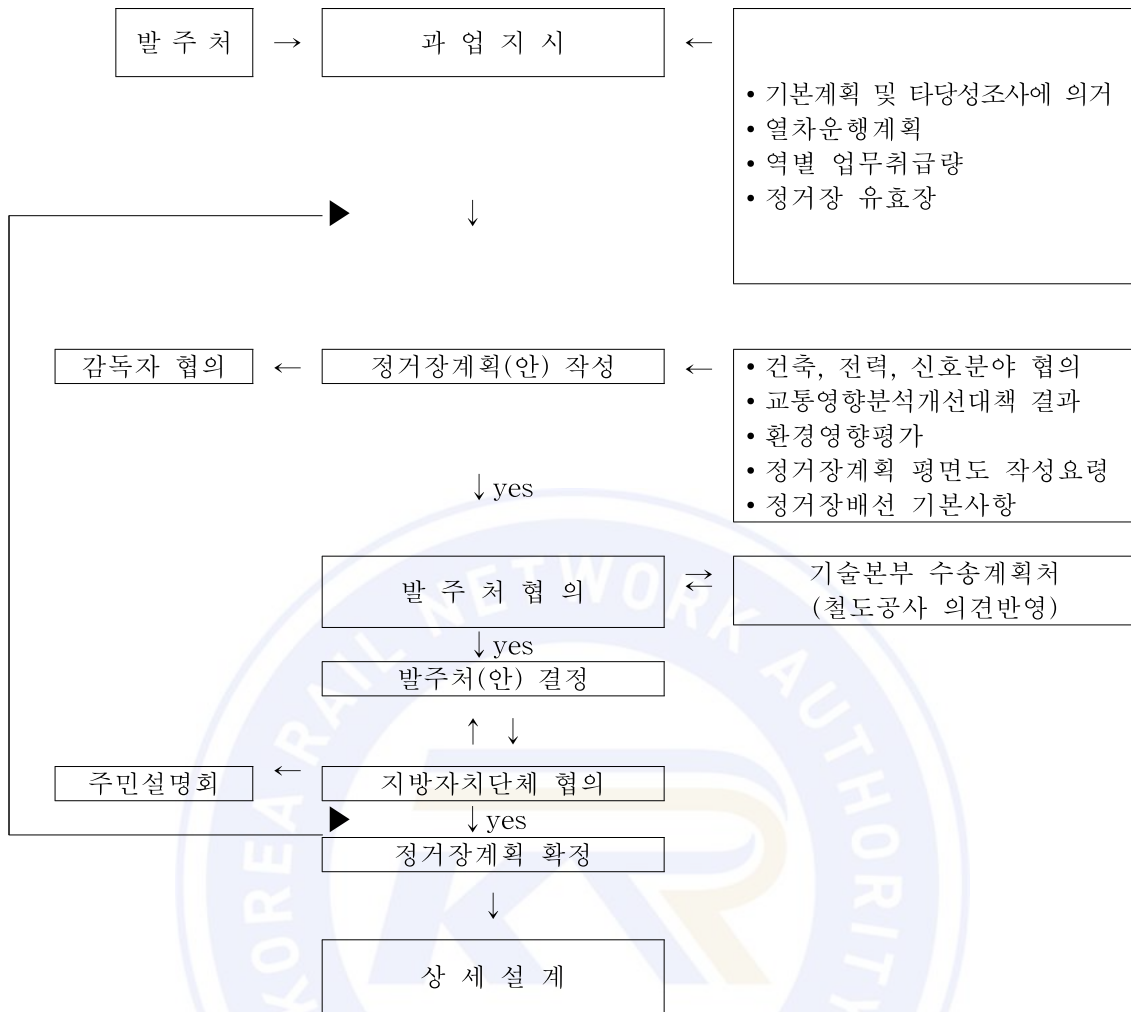 발 주 처 → 과 업 지 시 ←
• 기본계획 및 타당성조사에 의거
• 열차운행계획
• 역별 업무취급량
• 정거장 유효장
▶ ↓
감독자 협의 ← 정거장계획(안) 작성 ←
• 건축, 전력, 신호분야 협의
• 교통영향분석개선대책 결과
• 환경영향평가
• 정거장계획 평면도 작성요령
• 정거장배선 기본사항
↓yes
발 주 처 협 의 ⇄ 기술본부 수송계획처
(철도공사 의견반영)
↓yes
발주처(안) 결정
↑ ↓
주민설명회 ← 지방자치단체 협의
▶ ↓yes
정거장계획 확정
↓
상 세 설 계
KOREA RAIL NETWORK AUTHORITY
KR